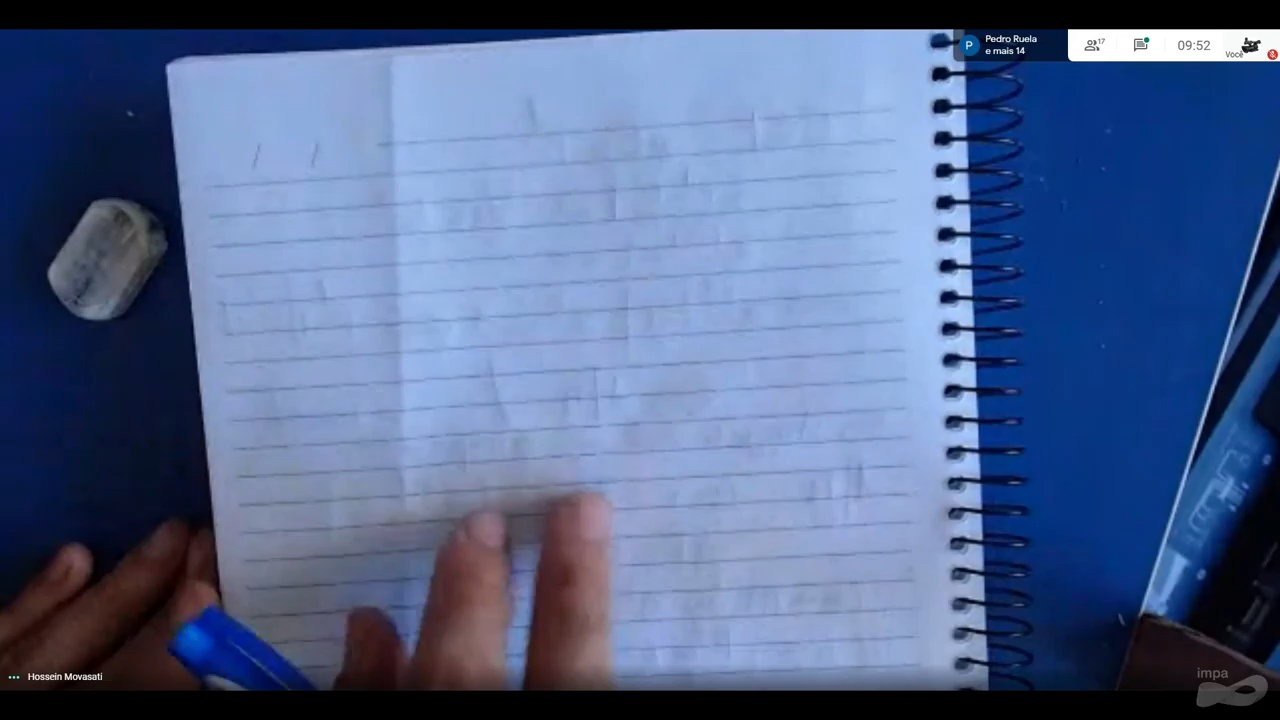 Pedro Ruela
e mais 14
P
17
09:52
Você
/ /
Hossein Movasati
impa